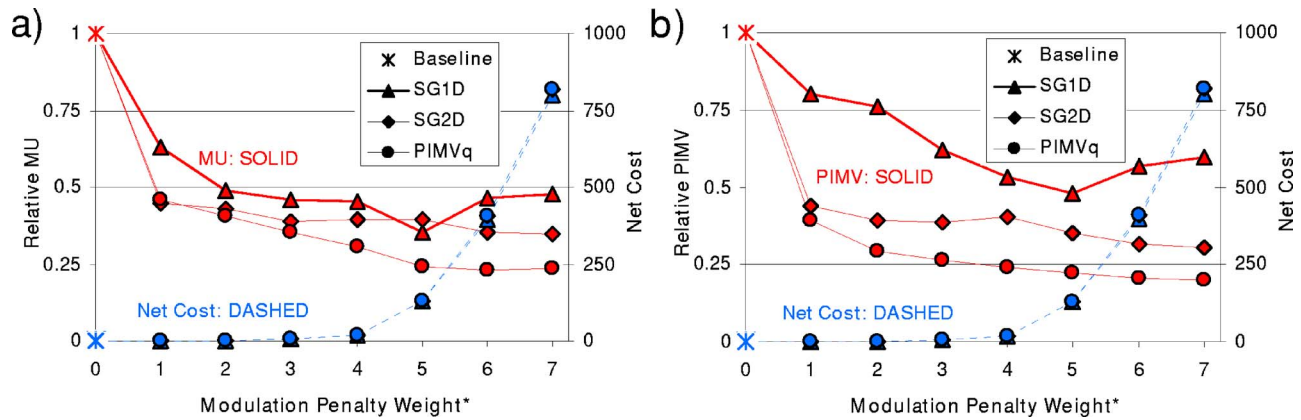 a)
1
0.75
0.5
0.25
0
Relative MU
1000
750
500
250
0
Net Cost
Baseline
SG1D
SG2D
PIMVq
MU: SOLID
Net Cost: DASHED
0 1 2 3 4 5 6 7
Modulation Penalty Weight*
b)
1
0.75
0.5
0.25
0
Relative PIMV
1000
750
500
250
0
Net Cost
Baseline
SG1D
SG2D
PIMVq
PIMV: SOLID
Net Cost: DASHED
0 1 2 3 4 5 6 7
Modulation Penalty Weight*